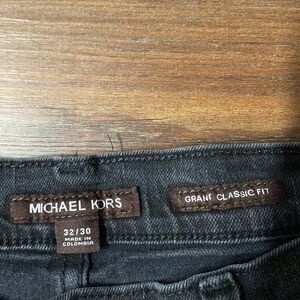 MICHAEL KORS
GRANT CLASSIC FIT
32/30
MADE IN
COLOMBIA